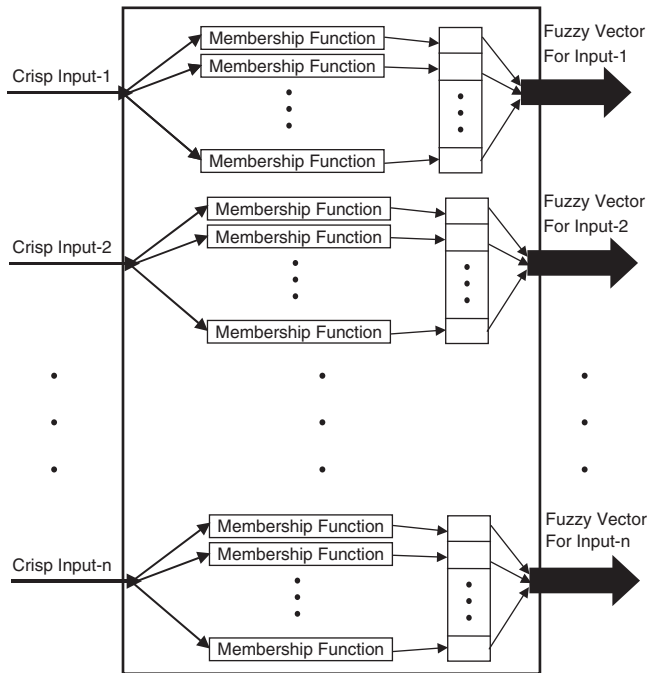 Membership Function
Membership Function
Membership Function
Crisp Input-1
Fuzzy Vector
For Input-1
Membership Function
Membership Function
Membership Function
Crisp Input-2
Fuzzy Vector
For Input-2
Membership Function
Membership Function
Membership Function
Crisp Input-n
Fuzzy Vector
For Input-n